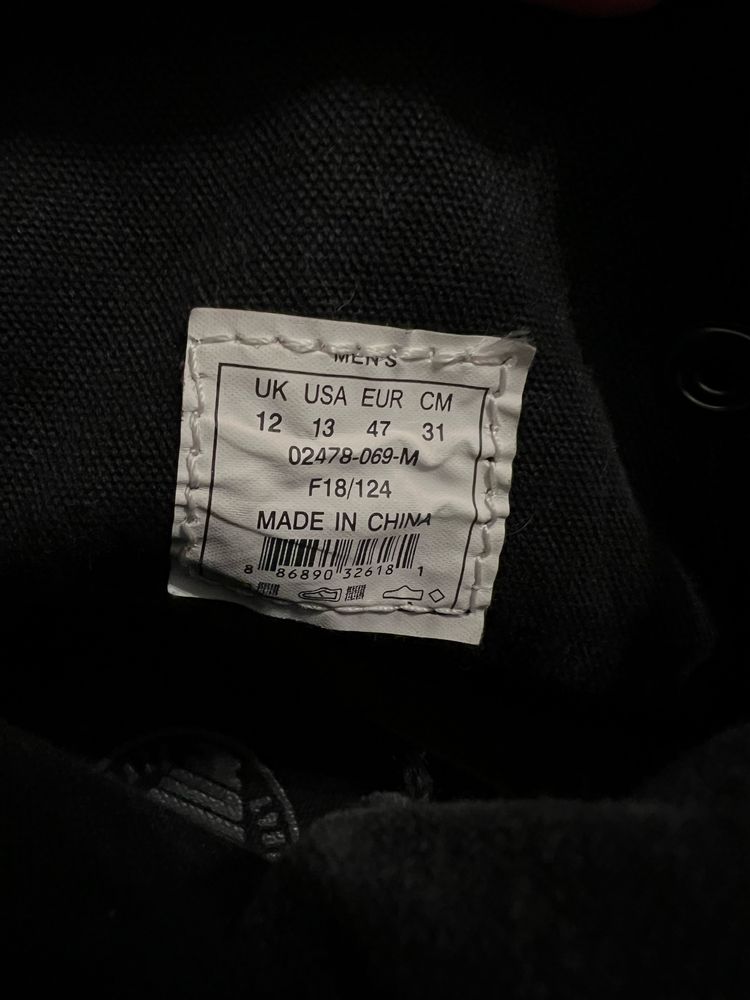 MEN'S
UK USA EUR CM
12 13 47 31
02478-069-M
F18/124
MADE IN CHINA
8 86890 32618 1